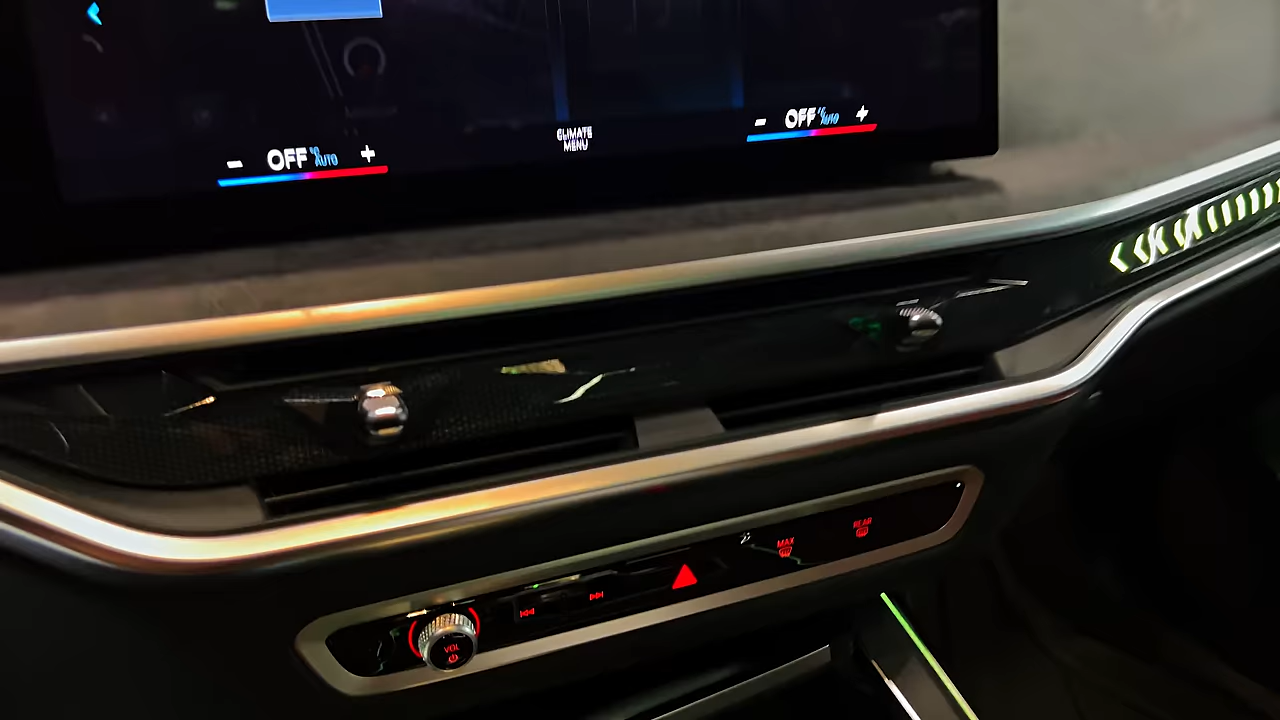 - OFF °C AUTO +
CLIMATE
MENU
- OFF °C AUTO +
MAX
REAR
VOL